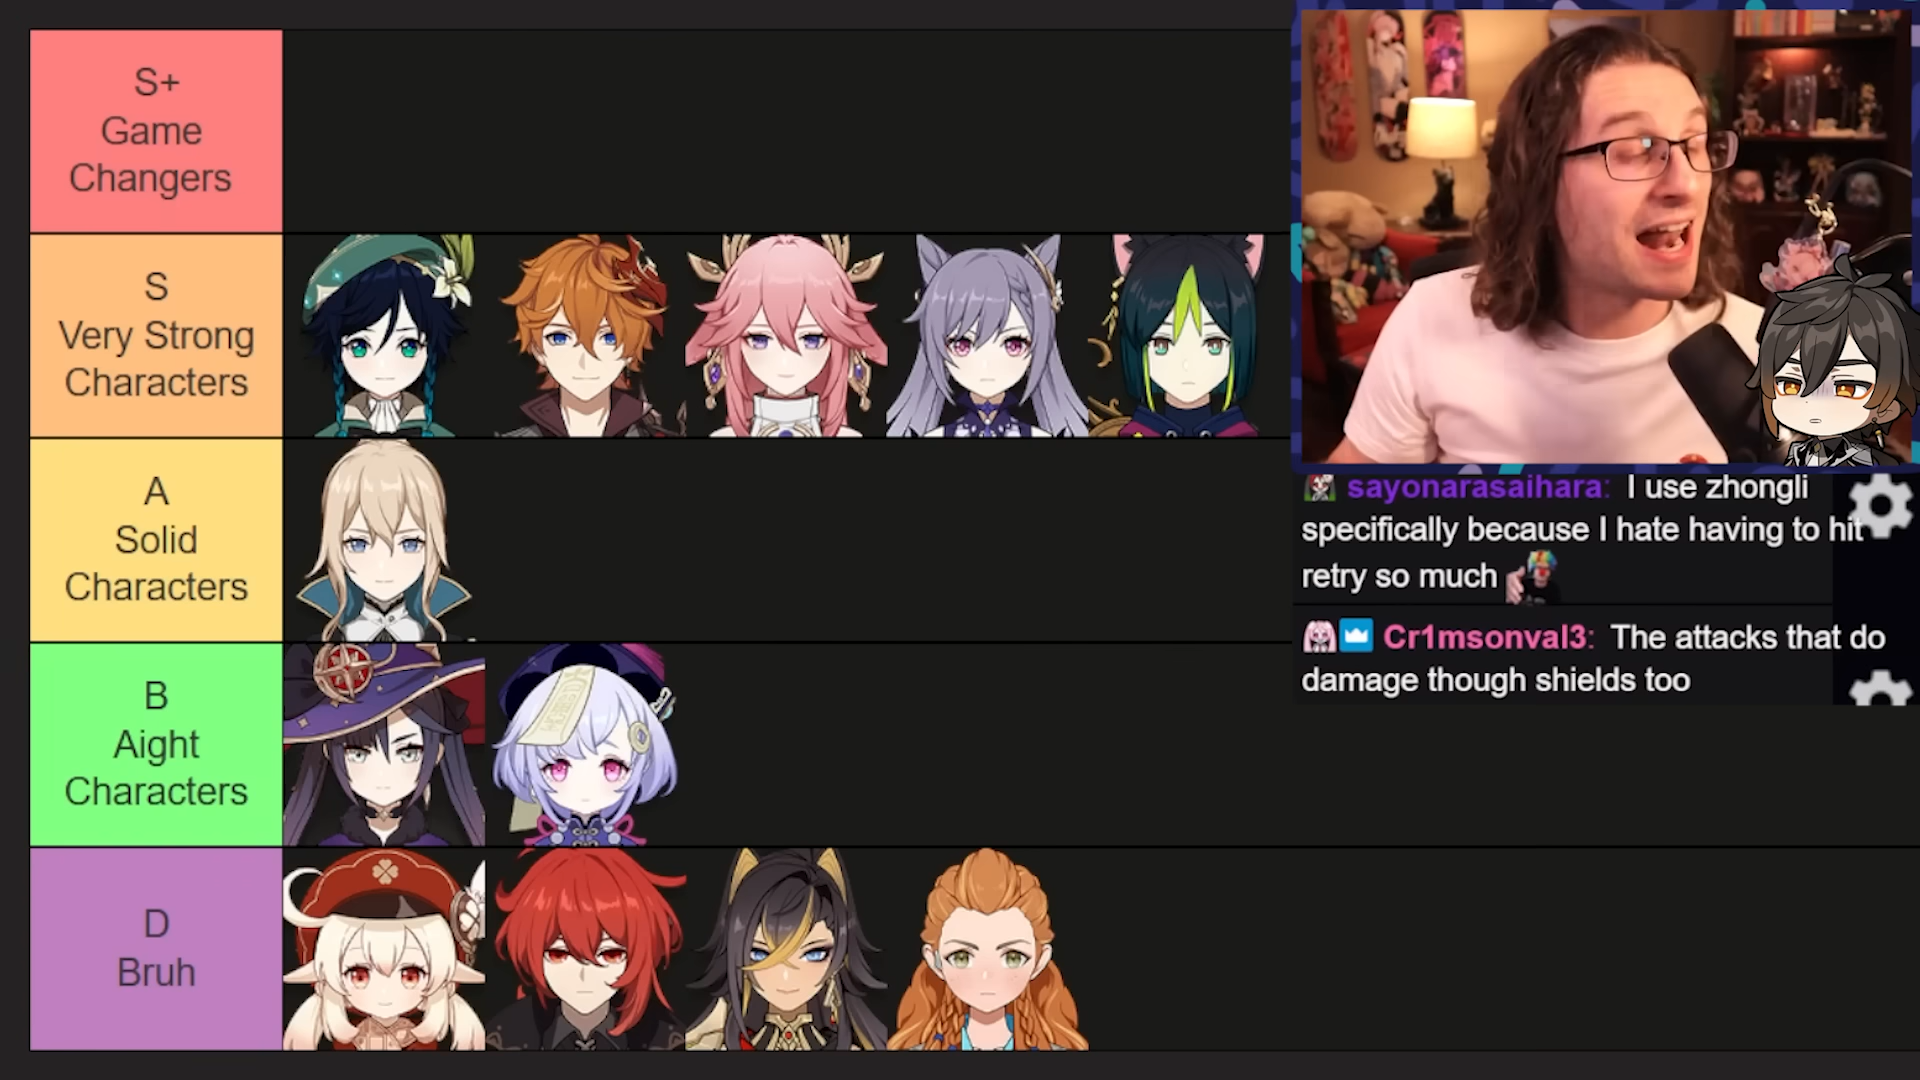 S+
Game
Changers
S
Very Strong
Characters
A
Solid
Characters
B
Aight
Characters
D
Bruh
sayonarasaihara: I use zhongli
specifically because I hate having to hit
retry so much
Cr1msonval3: The attacks that do
damage though shields too